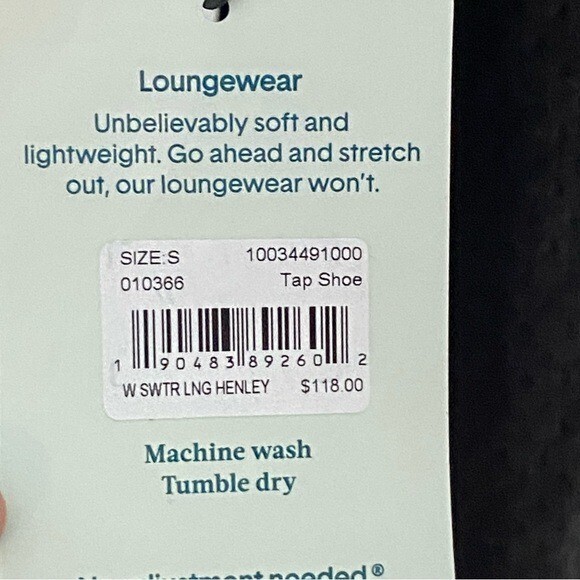 Loungewear
Unbelievably soft and
lightweight. Go ahead and stretch
out, our loungewear won't.
SIZE:S 10034491000
010366 Tap Shoe
1 90483 89260 2
W SWTR LNG HENLEY $118.00
Machine wash
Tumble dry
needed®